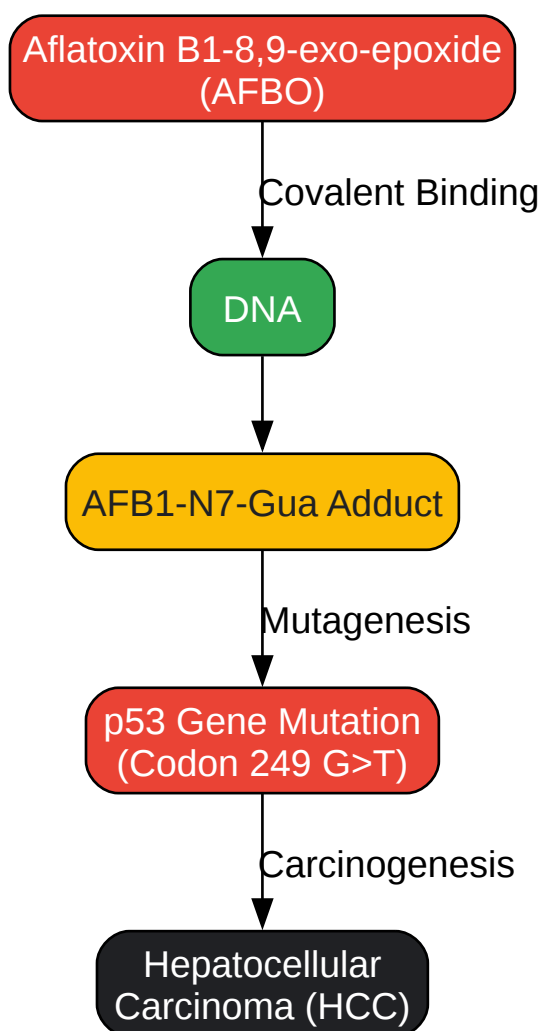 Aflatoxin B1-8,9-exo-epoxide
(AFBO)
Covalent Binding
DNA
AFB1-N7-Gua Adduct
Mutagenesis
p53 Gene Mutation
(Codon 249 G>T)
Carcinogenesis
Hepatocellular
Carcinoma (HCC)